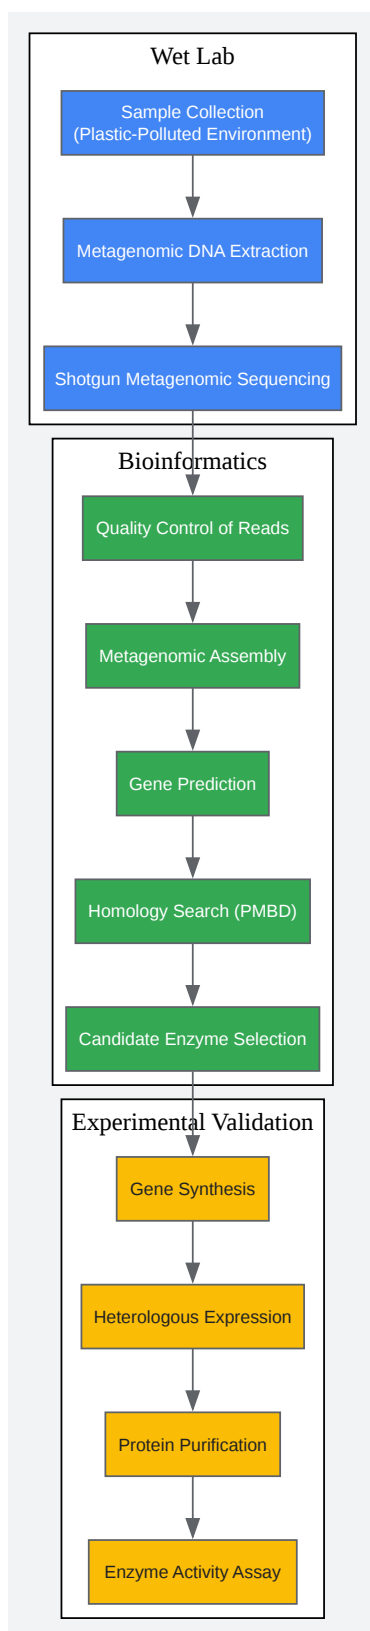 Wet Lab
Sample Collection
(Plastic-Polluted Environment)
Metagenomic DNA Extraction
Shotgun Metagenomic Sequencing
Bioinformatics
Quality Control of Reads
Metagenomic Assembly
Gene Prediction
Homology Search (PMBD)
Candidate Enzyme Selection
Experimental Validation
Gene Synthesis
Heterologous Expression
Protein Purification
Enzyme Activity Assay